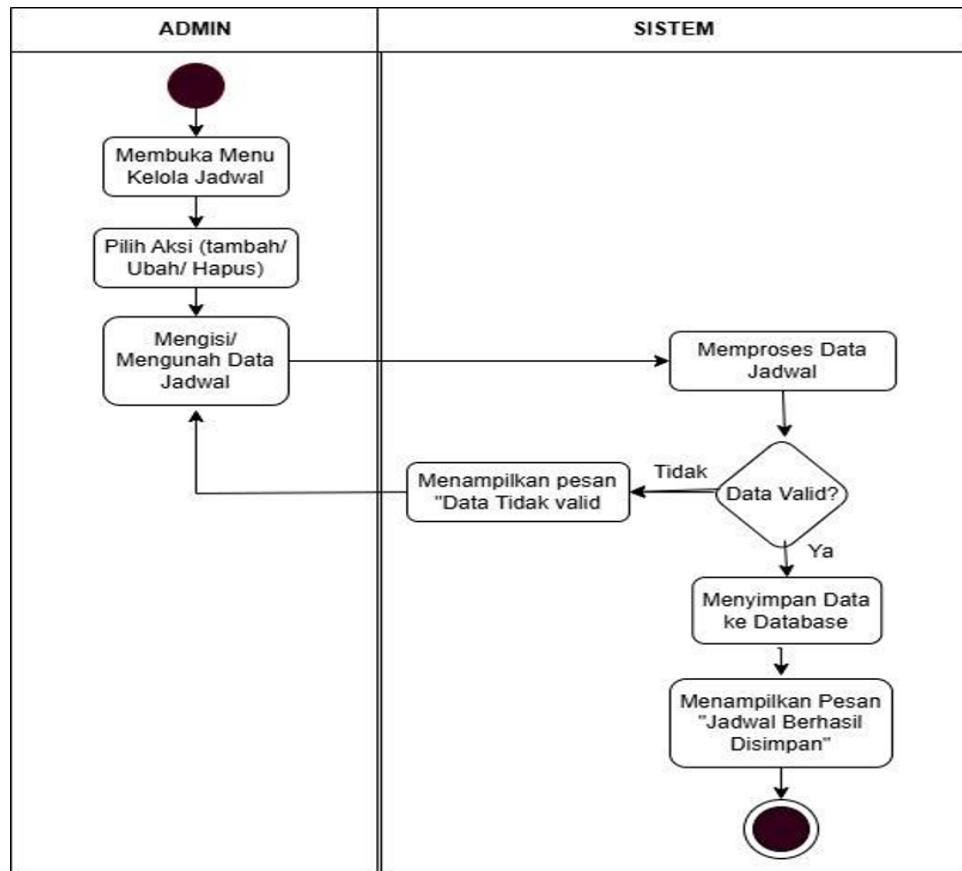 ADMIN
SISTEM
Membuka Menu
Kelola Jadwal
Pilih Aksi (tambah/
Ubah/ Hapus)
Mengisi/
Mengunah Data
Jadwal
Memproses Data
Jadwal
Data Valid?
Tidak
Menampilkan pesan
"Data Tidak valid
Ya
Menyimpan Data
ke Database
Menampilkan Pesan
"Jadwal Berhasil
Disimpan"